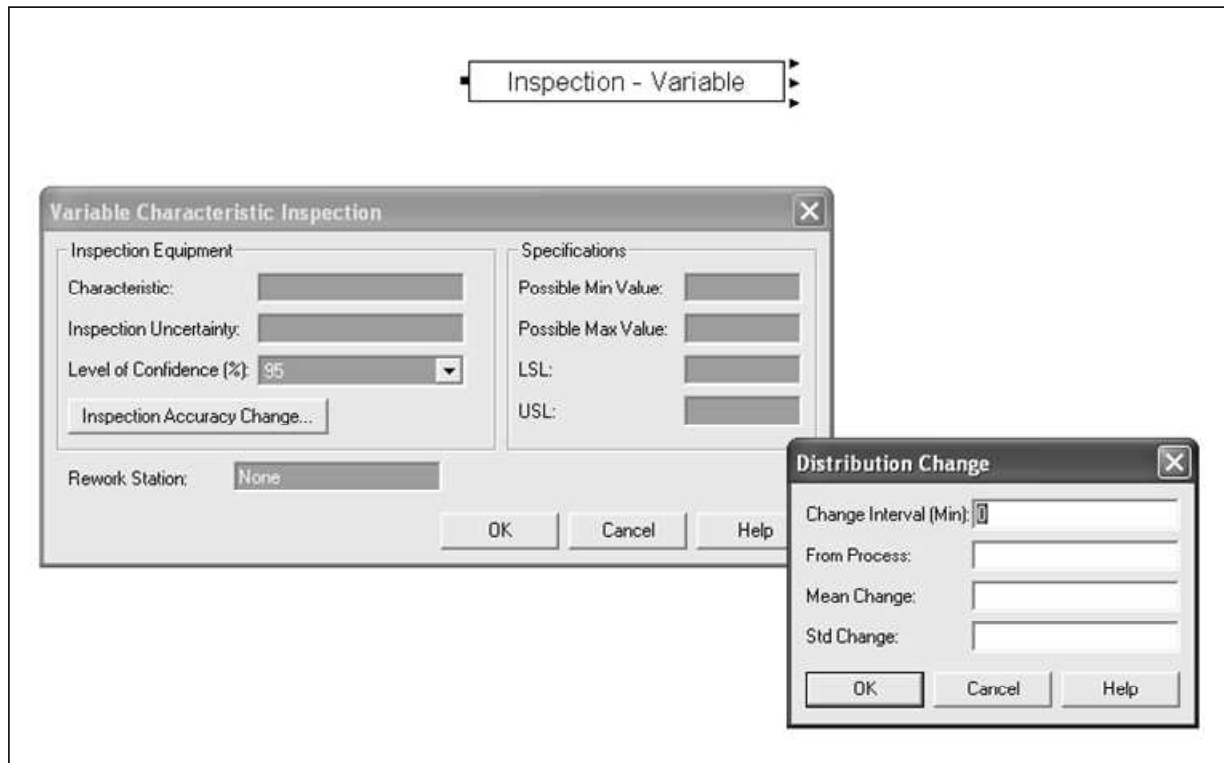 Inspection - Variable
Variable Characteristic Inspection
Inspection Equipment
Characteristic:
Inspection Uncertainty:
Level of Confidence (%): 95
Inspection Accuracy Change...
Specifications
Possible Min Value:
Possible Max Value:
LSL:
USL:
Rework Station: None
OK Cancel Help
Distribution Change
Change Interval (Min): 0
From Process:
Mean Change:
Std Change:
OK Cancel Help